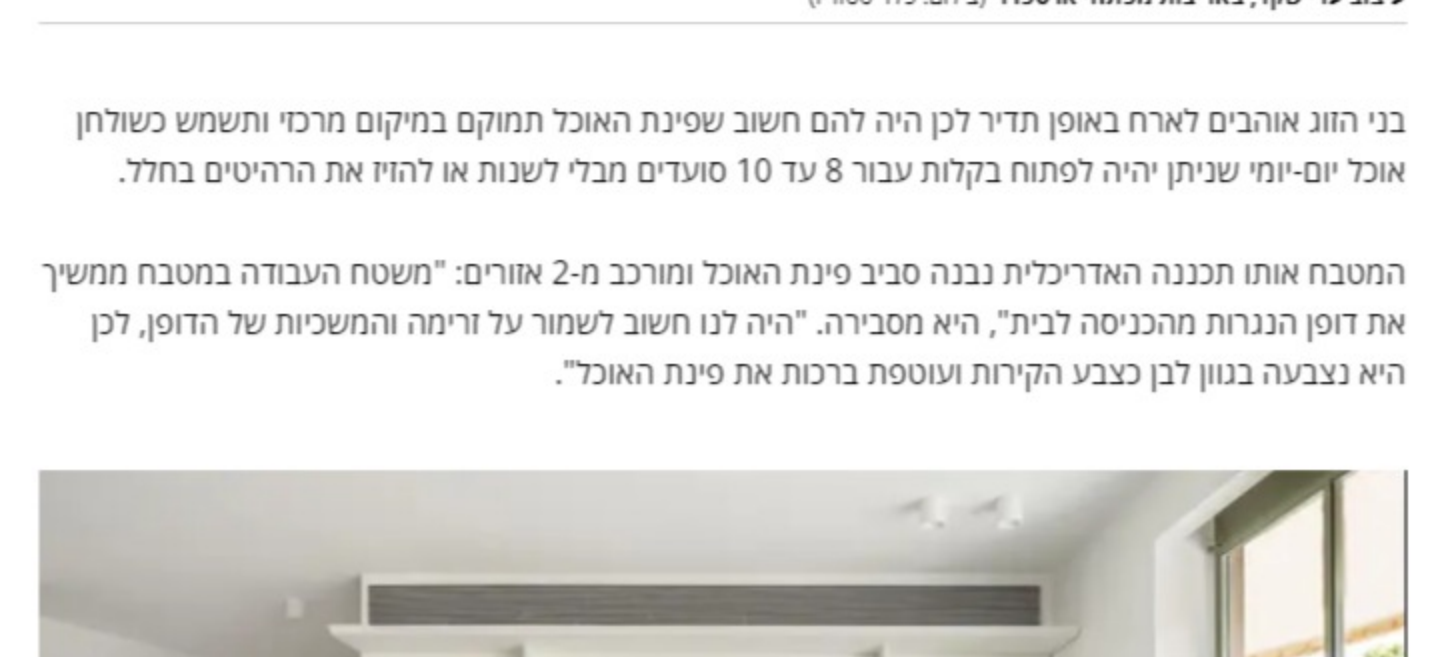 בני הזוג אוהבים לארח באופן תדיר לכן היה להם חשוב שפינת האוכל תמוקם במיקום מרכזי ותשמש כשולחן
אוכל יום-יומי שניתן יהיה לפתוח בקלות עבור 8 עד 10 סועדים מבלי לשנות או להזיז את הרהיטים בחלל.
המטבח אותו תכננה האדריכלית נבנה סביב פינת האוכל ומורכב מ-2 אזורים: "משטח העבודה במטבח ממשיך
את דופן הנגרות מהכניסה לבית", היא מסבירה. "היה לנו חשוב לשמור על זרימה והמשכיות של הדופן, לכן
היא נצבעה בגוון לבן כצבע הקירות ועוטפת ברכות את פינת האוכל".